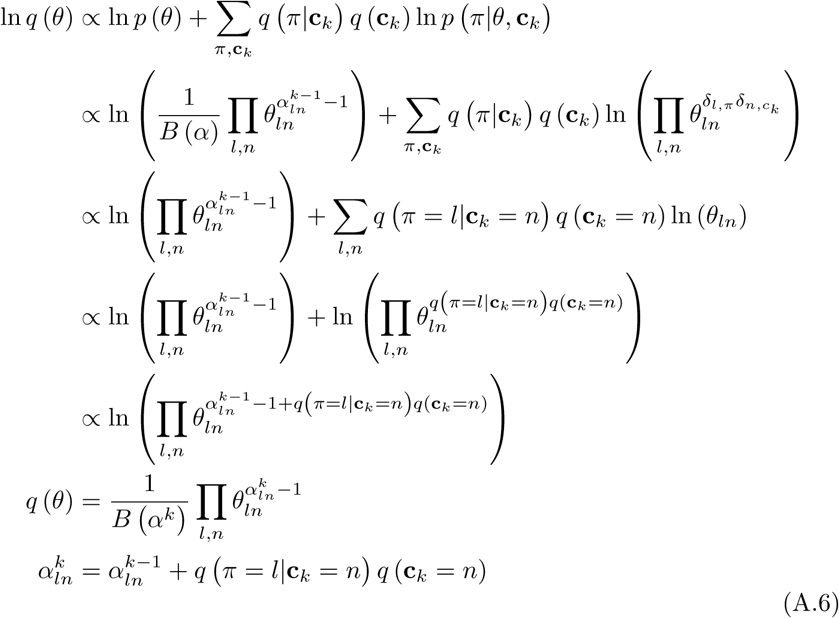 ln q (θ) ∝ ln p (θ) + ∑_{π,𝐜_k} q (π|𝐜_k) q (𝐜_k) ln p (π|θ, 𝐜_k)
∝ ln ( \frac{1}{B (α)} ∏_{l,n} θ_{ln}^{α_{ln}^{k−1}−1} ) + ∑_{π,𝐜_k} q (π|𝐜_k) q (𝐜_k) ln ( ∏_{l,n} θ_{ln}^{δ_{l,π} δ_{n,c_k}} )
∝ ln ( ∏_{l,n} θ_{ln}^{α_{ln}^{k−1}−1} ) + ∑_{l,n} q (π = l|𝐜_k = n) q (𝐜_k = n) ln (θ_{ln})
∝ ln ( ∏_{l,n} θ_{ln}^{α_{ln}^{k−1}−1} ) + ln ( ∏_{l,n} θ_{ln}^{q(π=l|𝐜_k=n)q(𝐜_k=n)} )
∝ ln ( ∏_{l,n} θ_{ln}^{α_{ln}^{k−1}−1+q(π=l|𝐜_k=n)q(𝐜_k=n)} )
q (θ) = \frac{1}{B (α^k)} ∏_{l,n} θ_{ln}^{α_{ln}^k−1}
α_{ln}^k = α_{ln}^{k−1} + q (π = l|𝐜_k = n) q (𝐜_k = n)
(A.6)